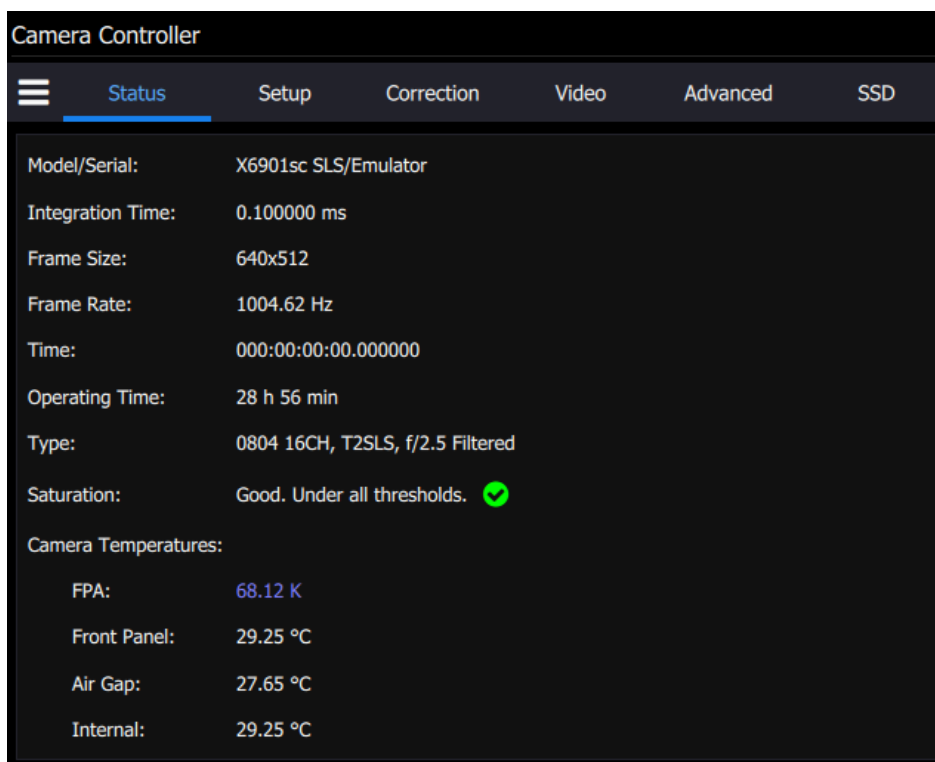 Camera Controller
Status Setup Correction Video Advanced SSD
Model/Serial: X6901sc SLS/Emulator
Integration Time: 0.100000 ms
Frame Size: 640x512
Frame Rate: 1004.62 Hz
Time: 000:00:00:00.000000
Operating Time: 28 h 56 min
Type: 0804 16CH, T2SLS, f/2.5 Filtered
Saturation: Good. Under all thresholds.
Camera Temperatures:
FPA: 68.12 K
Front Panel: 29.25 °C
Air Gap: 27.65 °C
Internal: 29.25 °C